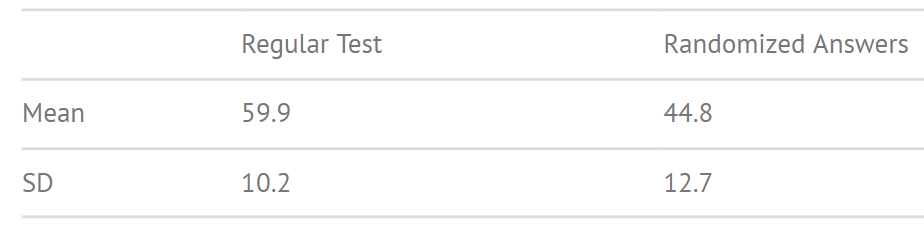 Regular Test Randomized Answers
Mean 59.9 44.8
SD 10.2 12.7